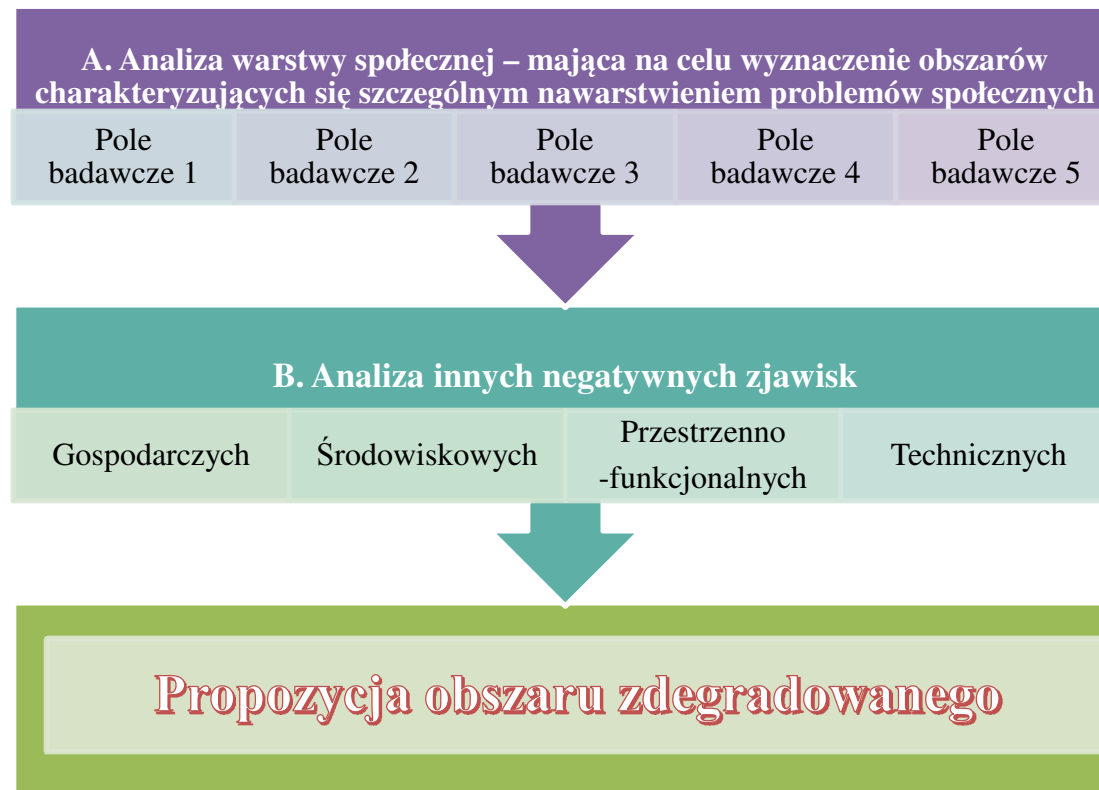 A. Analiza warstwy społecznej – mająca na celu wyznaczenie obszarów
charakteryzujących się szczególnym nawarstwieniem problemów społecznych
Pole
badawcze 1
Pole
badawcze 2
Pole
badawcze 3
Pole
badawcze 4
Pole
badawcze 5
B. Analiza innych negatywnych zjawisk
Gospodarczych
Środowiskowych
Przestrzenno
-funkcjonalnych
Technicznych
Propozycja obszaru zdegradowanego